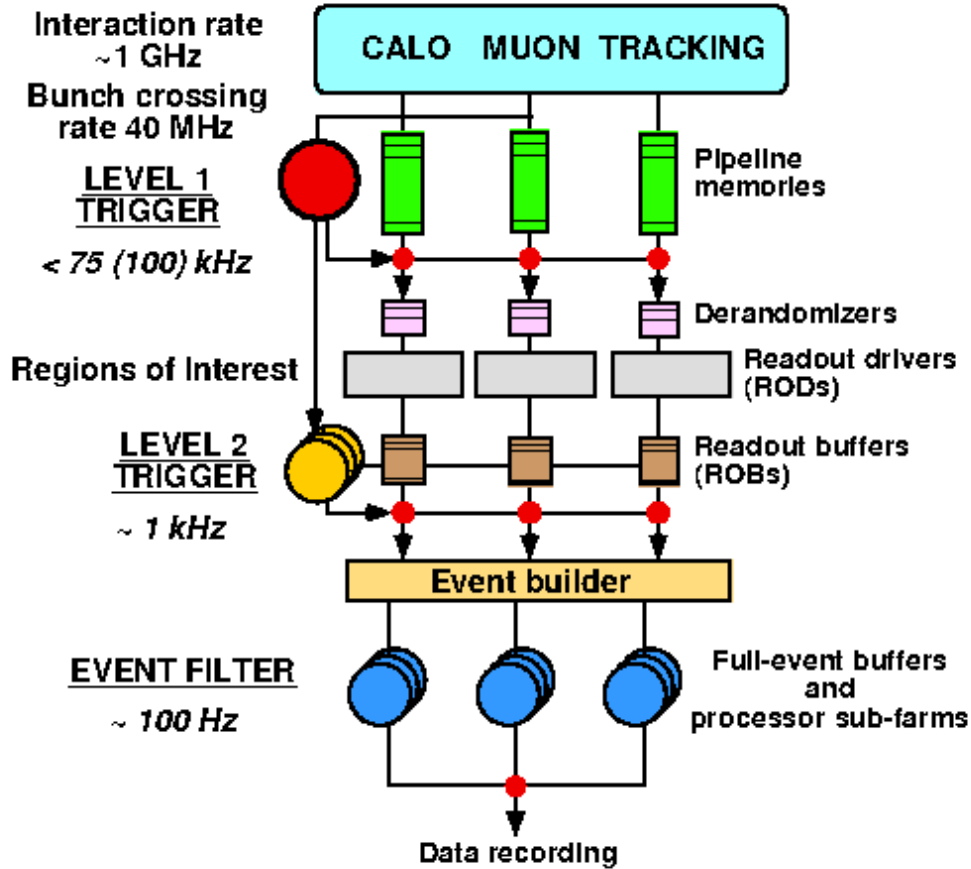 Interaction rate
~1 GHz
Bunch crossing
rate 40 MHz
CALO MUON TRACKING
LEVEL 1
TRIGGER
< 75 (100) kHz
Pipeline
memories
Derandomizers
Regions of Interest
Readout drivers
(RODs)
LEVEL 2
TRIGGER
~ 1 kHz
Readout buffers
(ROBs)
Event builder
EVENT FILTER
~ 100 Hz
Full-event buffers
and
processor sub-farms
Data recording